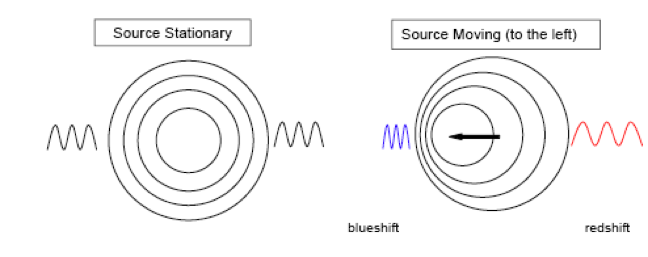 Source Stationary
Source Moving (to the left)
blueshift
redshift